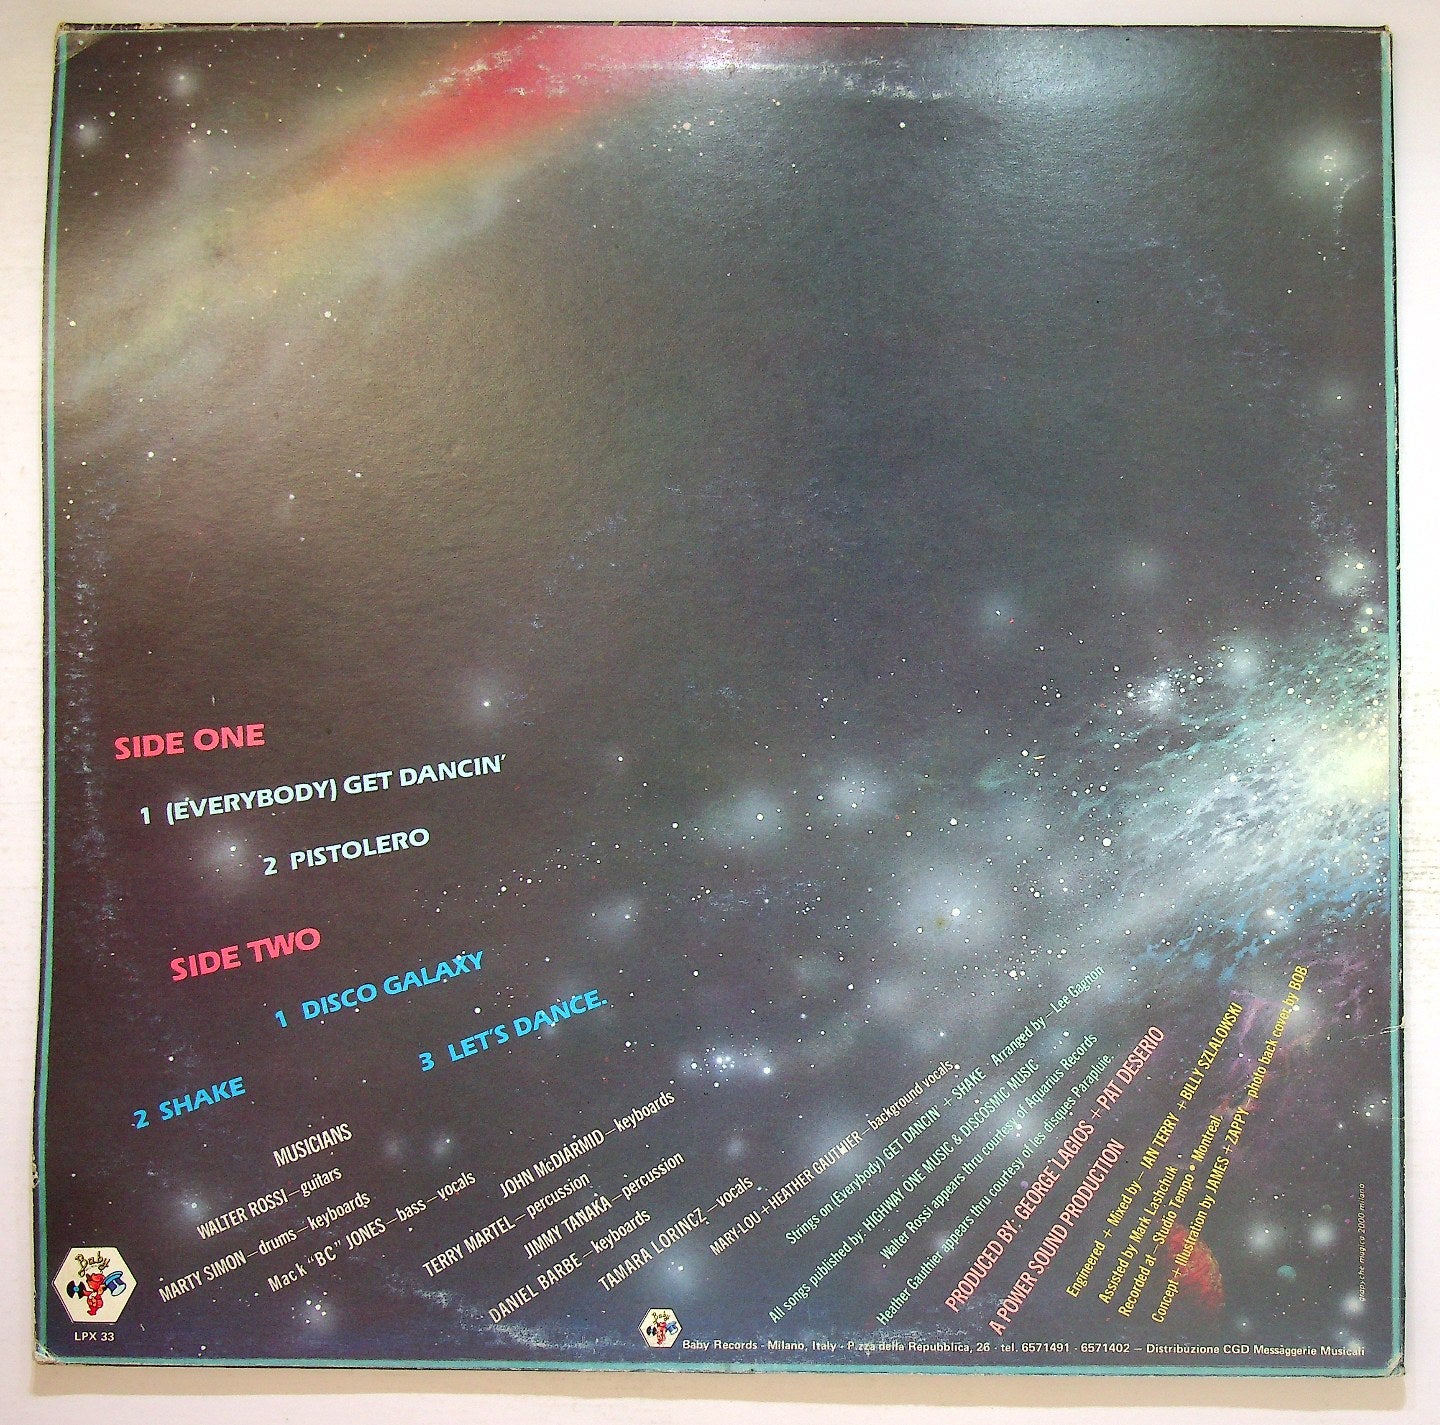 SIDE ONE
1 (EVERYBODY) GET DANCIN'
2 PISTOLERO
SIDE TWO
1 DISCO GALAXY
2 SHAKE
3 LET'S DANCE.
MUSICIANS
WALTER ROSSI—guitars
MARTY SIMON—drums—keyboards
Mack "BC" JONES—bass—vocals
JOHN McDIARMID—keyboards
TERRY MARTEL—percussion
JIMMY TANAKA—percussion
DANIEL BARBE—keyboards
TAMARA LORINCZ—vocals
MARY-LOU + HEATHER GAUTHIER—background vocals.
Strings on (Everybody) GET DANCIN' + SHAKE - Arranged by—Lee Gagnon
All songs published by: HIGHWAY ONE MUSIC & DISCOSMIC MUSIC
Walter Rossi appears thru courtesy of Aquarius Records
Heather Gauthier appears thru courtesy of les disques Parapluie.
PRODUCED BY: GEORGE LAGIOS + PAT DESERIO
A POWER SOUND PRODUCTION
Engineered + Mixed by—IAN TERRY + BILLY SZLALOWSKI
Assisted by Mark Lashchuk
Recorded at—Studio Tempo • Montreal.
Concept + Illustration by JAMES + ZAPPY—photo back cover by BOB
graphyche magica 2000 milano
Baby
LPX 33
Baby
Baby Records - Milano, Italy - P.zza della Repubblica, 26 - tel. 6571491 - 6571402 — Distribuzione CGD Messaggerie Musicali